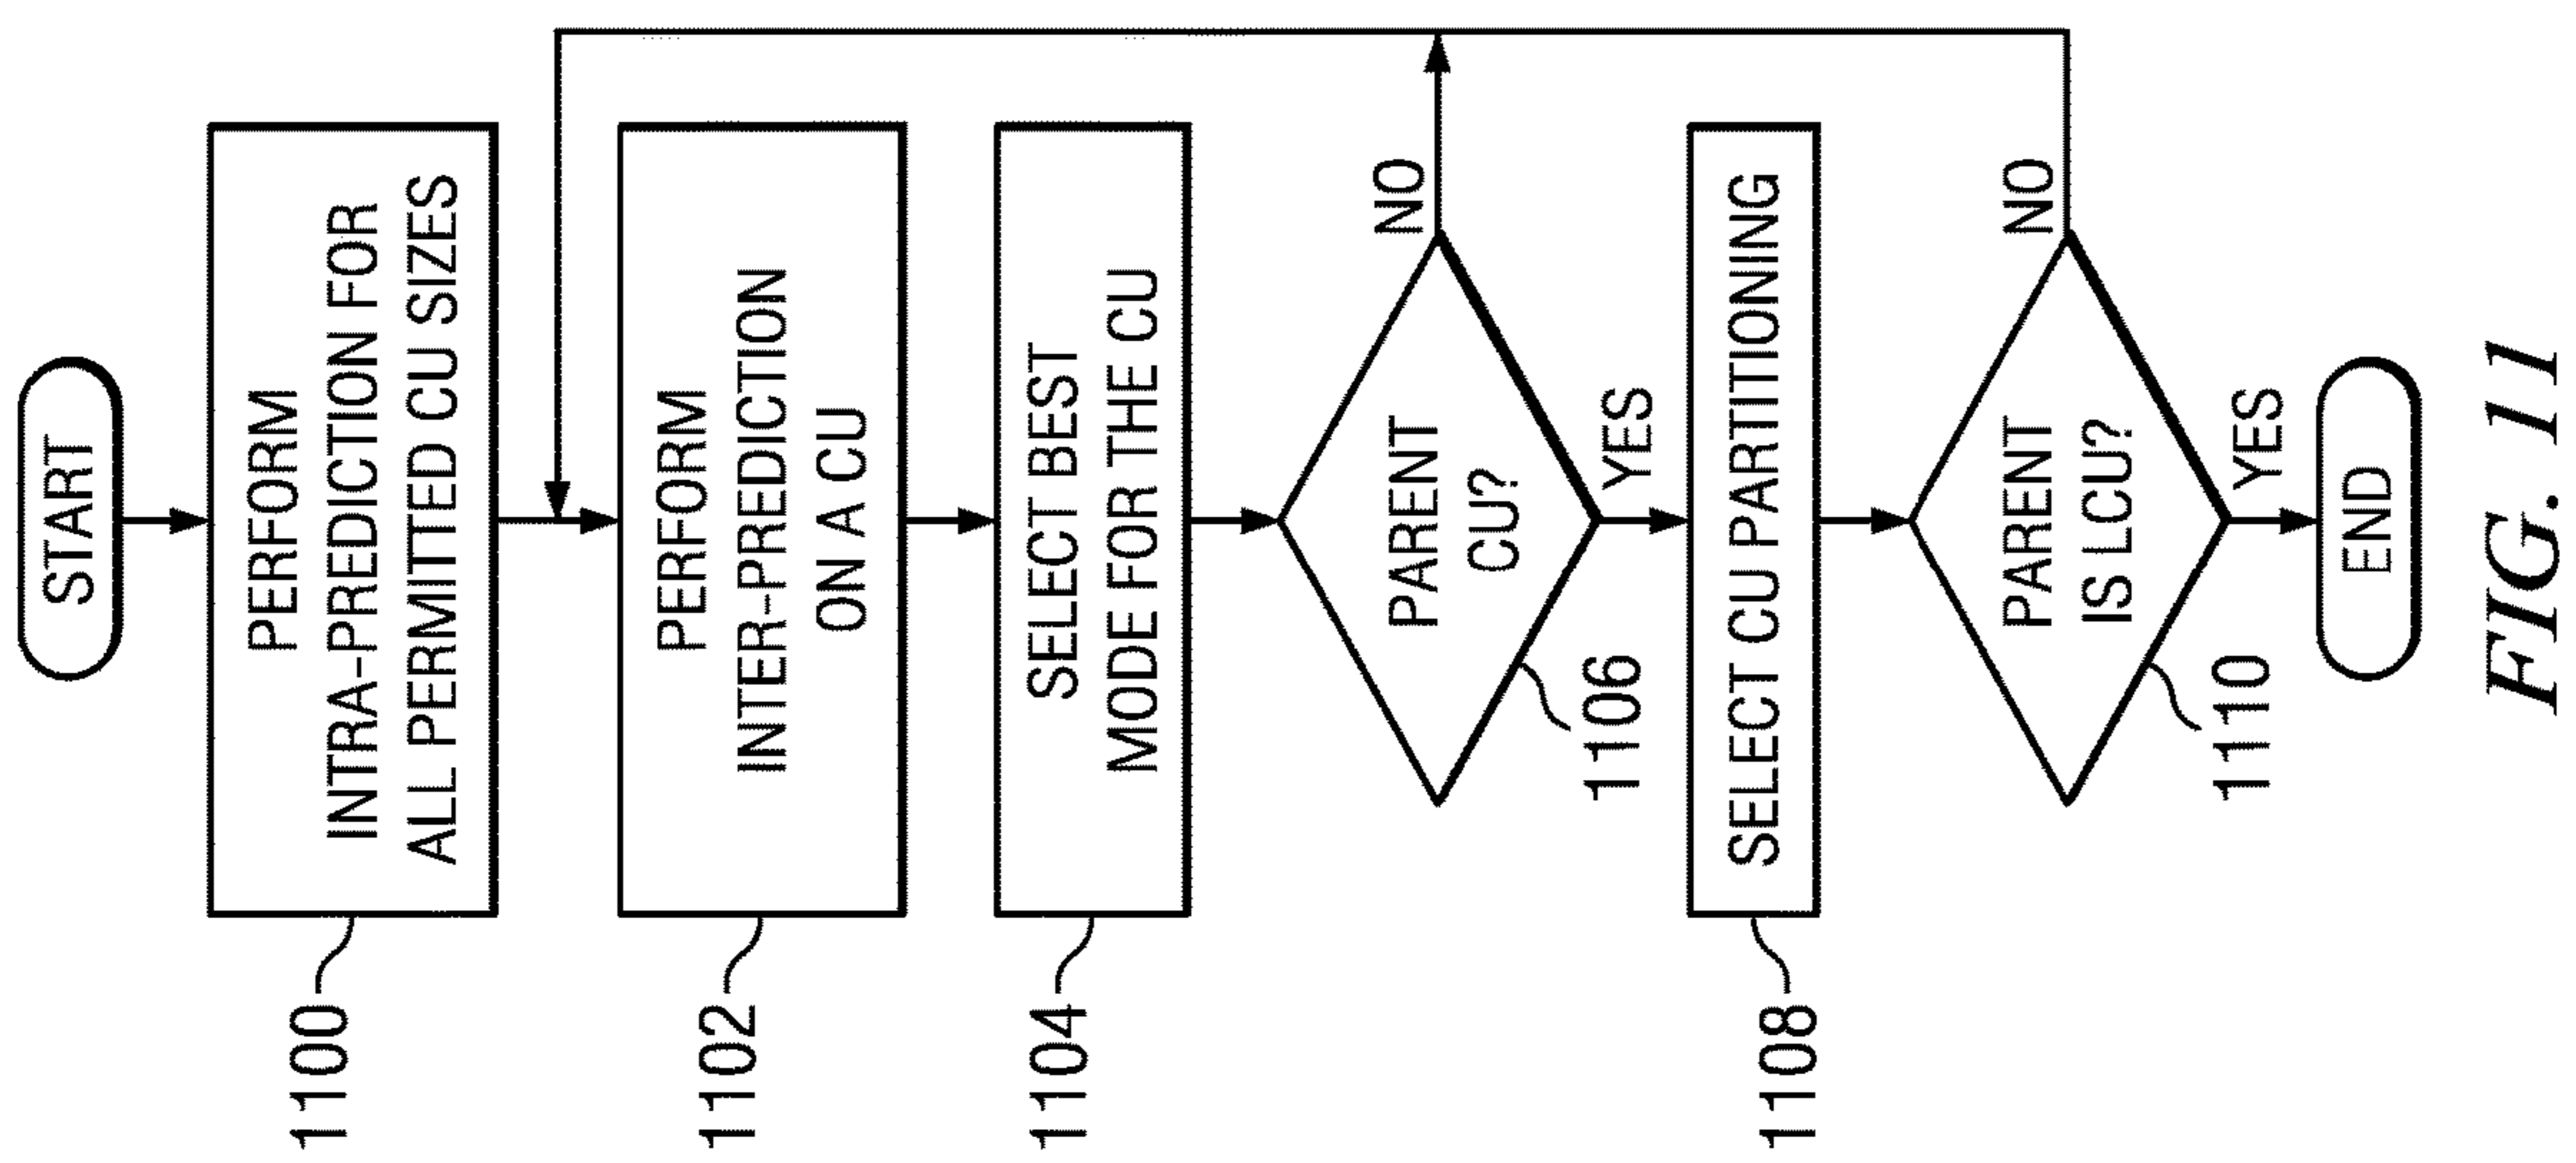 START
1100
PERFORM
INTRA-PREDICTION FOR
ALL PERMITTED CU SIZES
1102
PERFORM
INTER-PREDICTION
ON A CU
1104
SELECT BEST
MODE FOR THE CU
PARENT
CU?
NO
1106
YES
1108
SELECT CU PARTITIONING
PARENT
IS LCU?
NO
1110
YES
END
FIG. 11